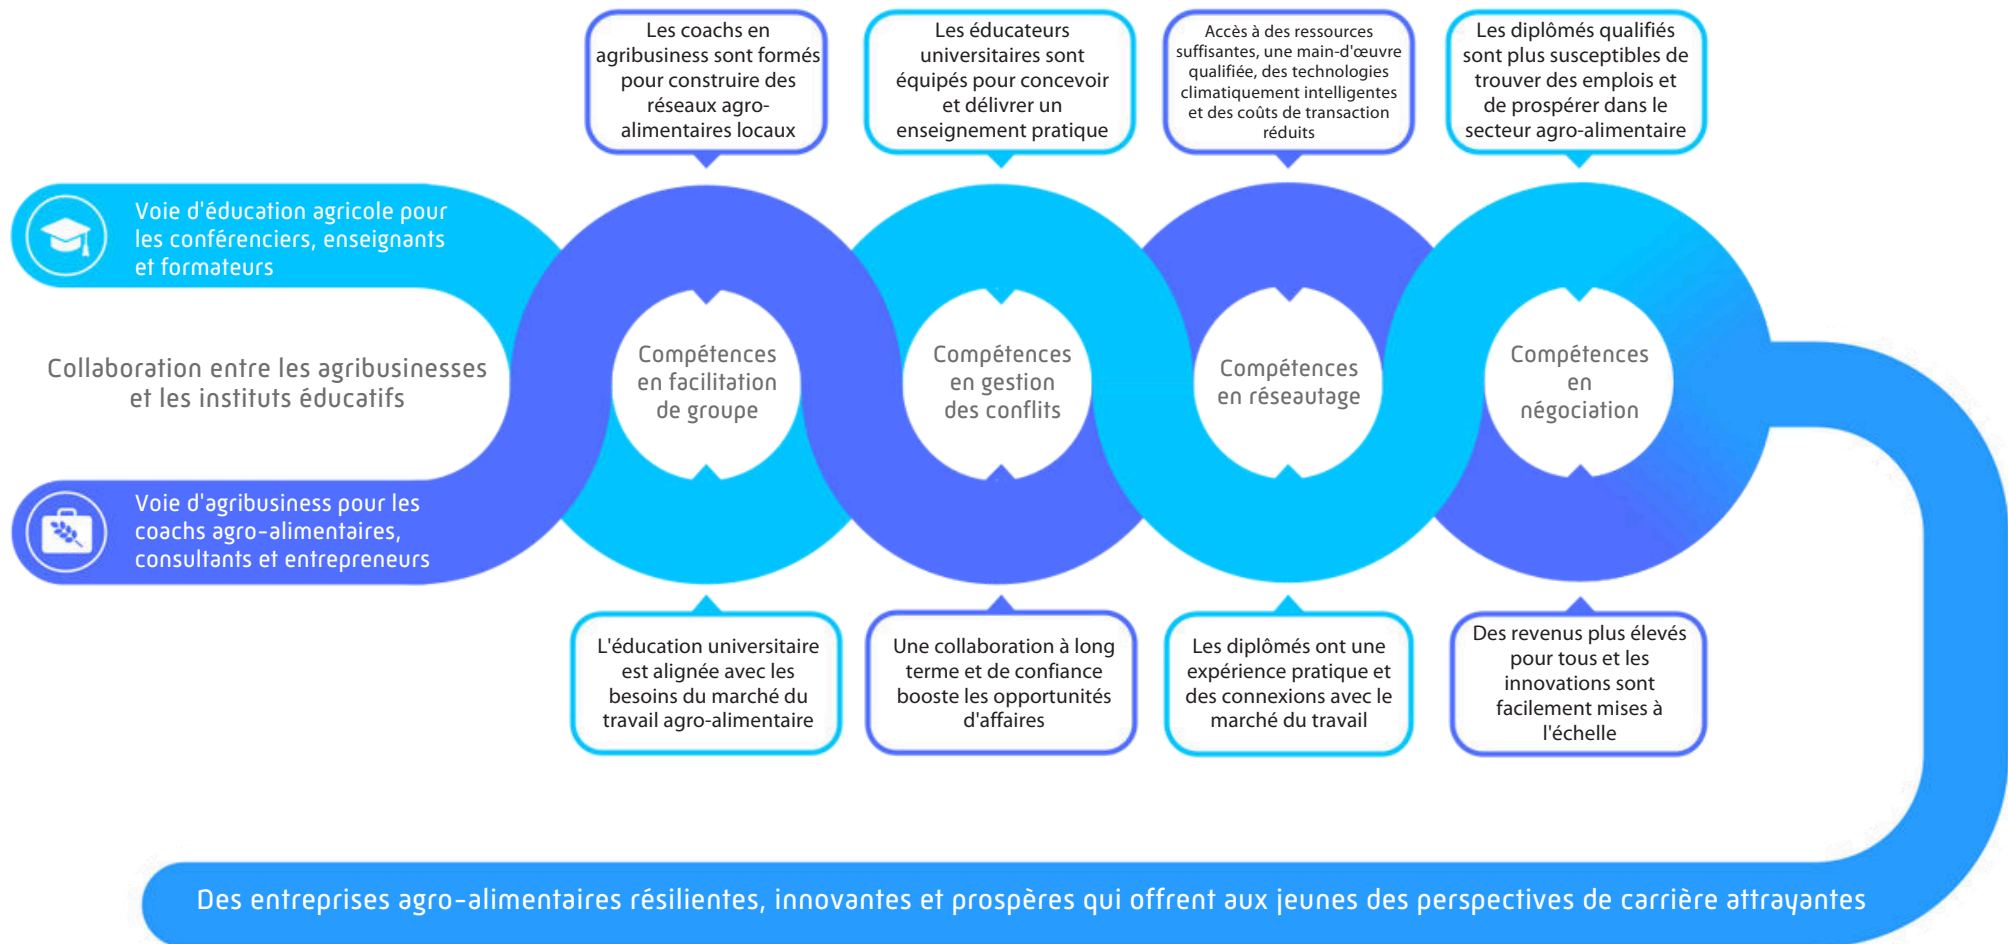 Les coachs en
agribusiness sont formés
pour construire des
réseaux agro-
alimentaires locaux
Les éducateurs
universitaires sont
équipés pour concevoir
et délivrer un
enseignement pratique
Accès à des ressources
suffisantes, une main-d'œuvre
qualifiée, des technologies
climatiquement intelligentes
et des coûts de transaction
réduits
Les diplômés qualifiés
sont plus susceptibles de
trouver des emplois et
de prospérer dans le
secteur agro-alimentaire
Voie d'éducation agricole pour
les conférenciers, enseignants
et formateurs
Collaboration entre les agribusinesses
et les instituts éducatifs
Compétences
en facilitation
de groupe
Compétences
en gestion
des conflits
Compétences
en réseautage
Compétences
en
négociation
Voie d'agribusiness pour les
coachs agro-alimentaires,
consultants et entrepreneurs
L'éducation universitaire
est alignée avec les
besoins du marché du
travail agro-alimentaire
Une collaboration à long
terme et de confiance
booste les opportunités
d'affaires
Les diplômés ont une
expérience pratique et
des connexions avec le
marché du travail
Des revenus plus élevés
pour tous et les
innovations sont
facilement mises à
l'échelle
Des entreprises agro-alimentaires résilientes, innovantes et prospères qui offrent aux jeunes des perspectives de carrière attrayantes